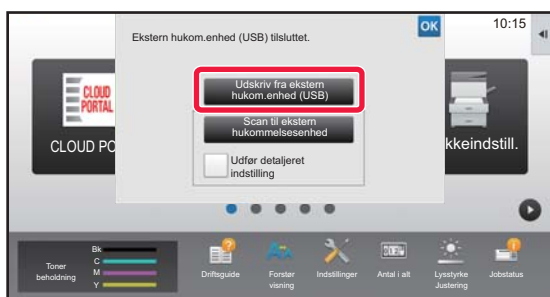 OK
10:15
Ekstern hukom.enhed (USB) tilsluttet.
Udskriv fra ekstern
hukom.enhed (USB)
Scan til ekstern
hukommelsesenhed
Udfør detaljeret
indstilling
CLOUD
PORTAL
CLOUD PO
kkeindstill.
Toner
beholdning
Bk
C
M
Y
Driftsguide
Forstør
visning
Indstillinger
Antal i alt
Lysstyrke
Justering
Jobstatus